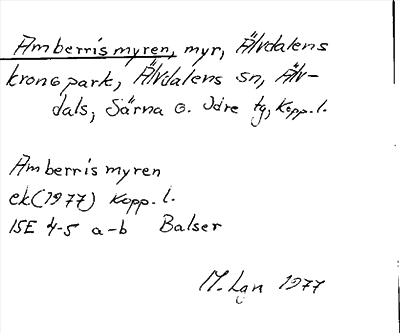 Amberrismyren, myr, Älvdalens
kronopark, Älvdalens sn, Älv-
dals, Särna o. Idre tg, Kopp. l.
Amberrismyren
ek (1977) Kopp. l.
15E 4-5 a-b Balser
M. Lgn 1977